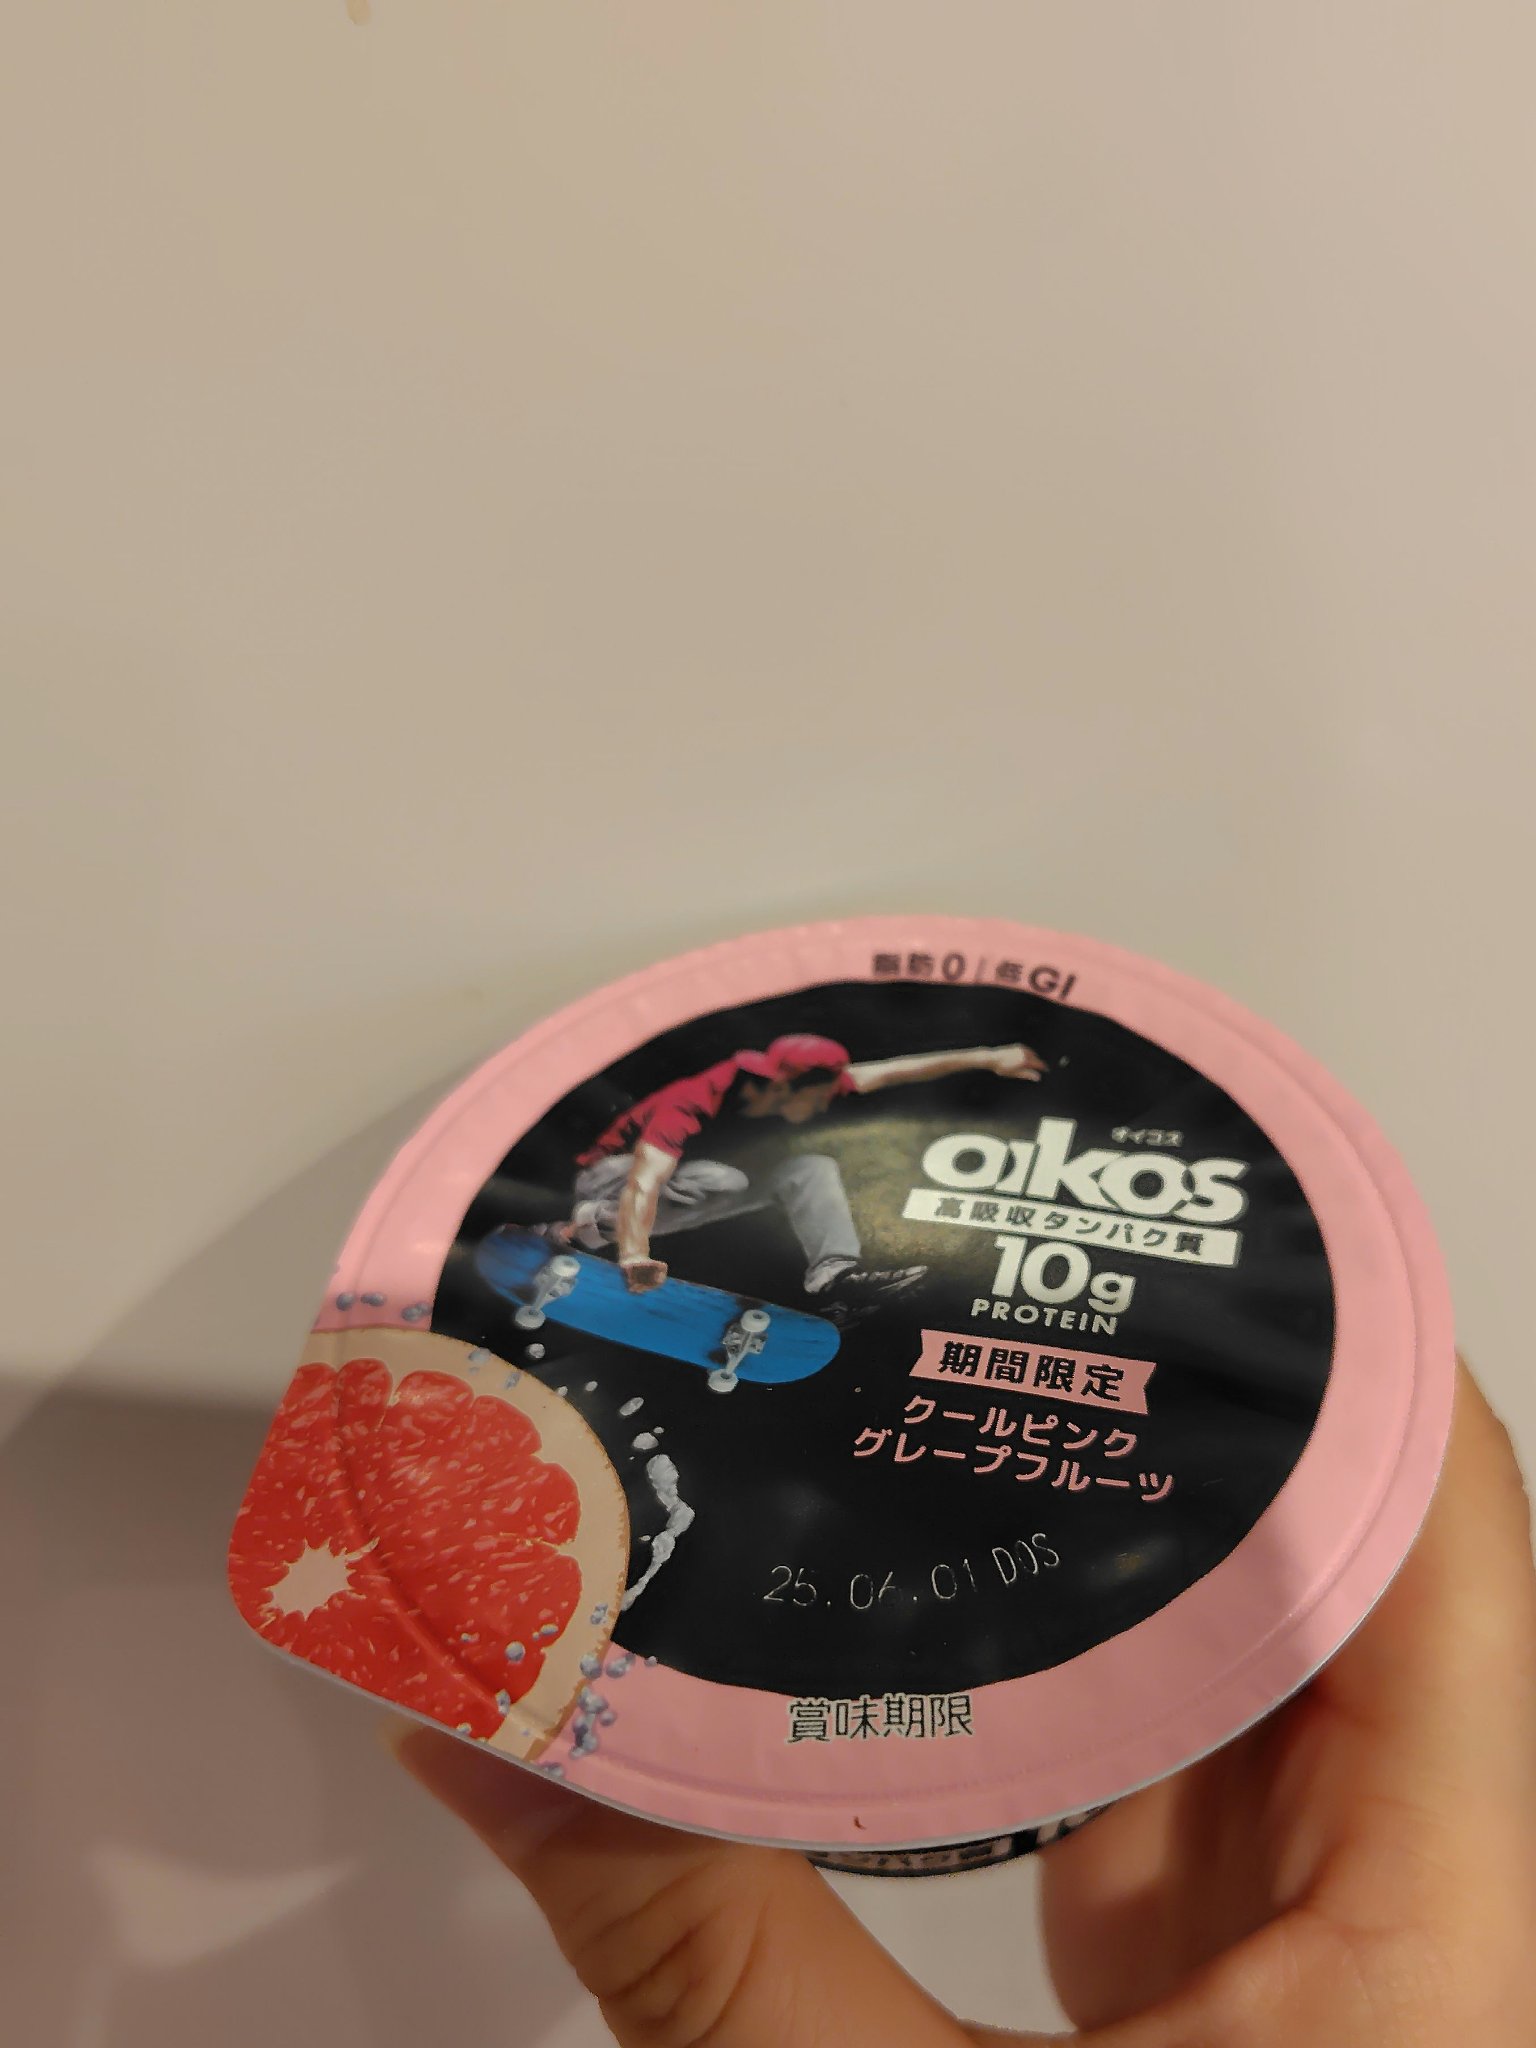 脂肪0|低GI
オイコス
oikos
高吸収タンパク質
10g
PROTEIN
期間限定
クールピンク
グレープフルーツ
25.06.01 DOS
賞味期限